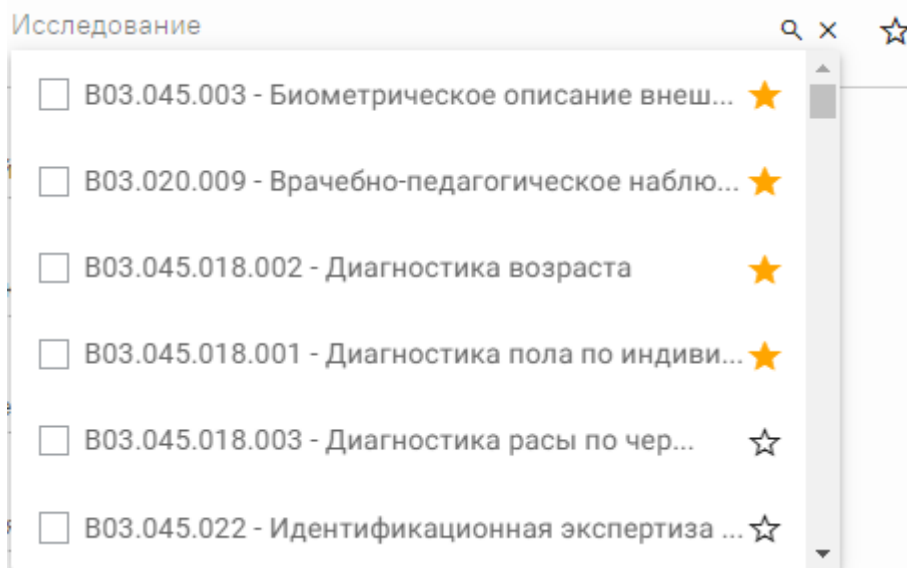 Исследование
B03.045.003 - Биометрическое описание внеш...
B03.020.009 - Врачебно-педагогическое наблю...
B03.045.018.002 - Диагностика возраста
B03.045.018.001 - Диагностика пола по индиви...
B03.045.018.003 - Диагностика расы по чер...
B03.045.022 - Идентификационная экспертиза ...